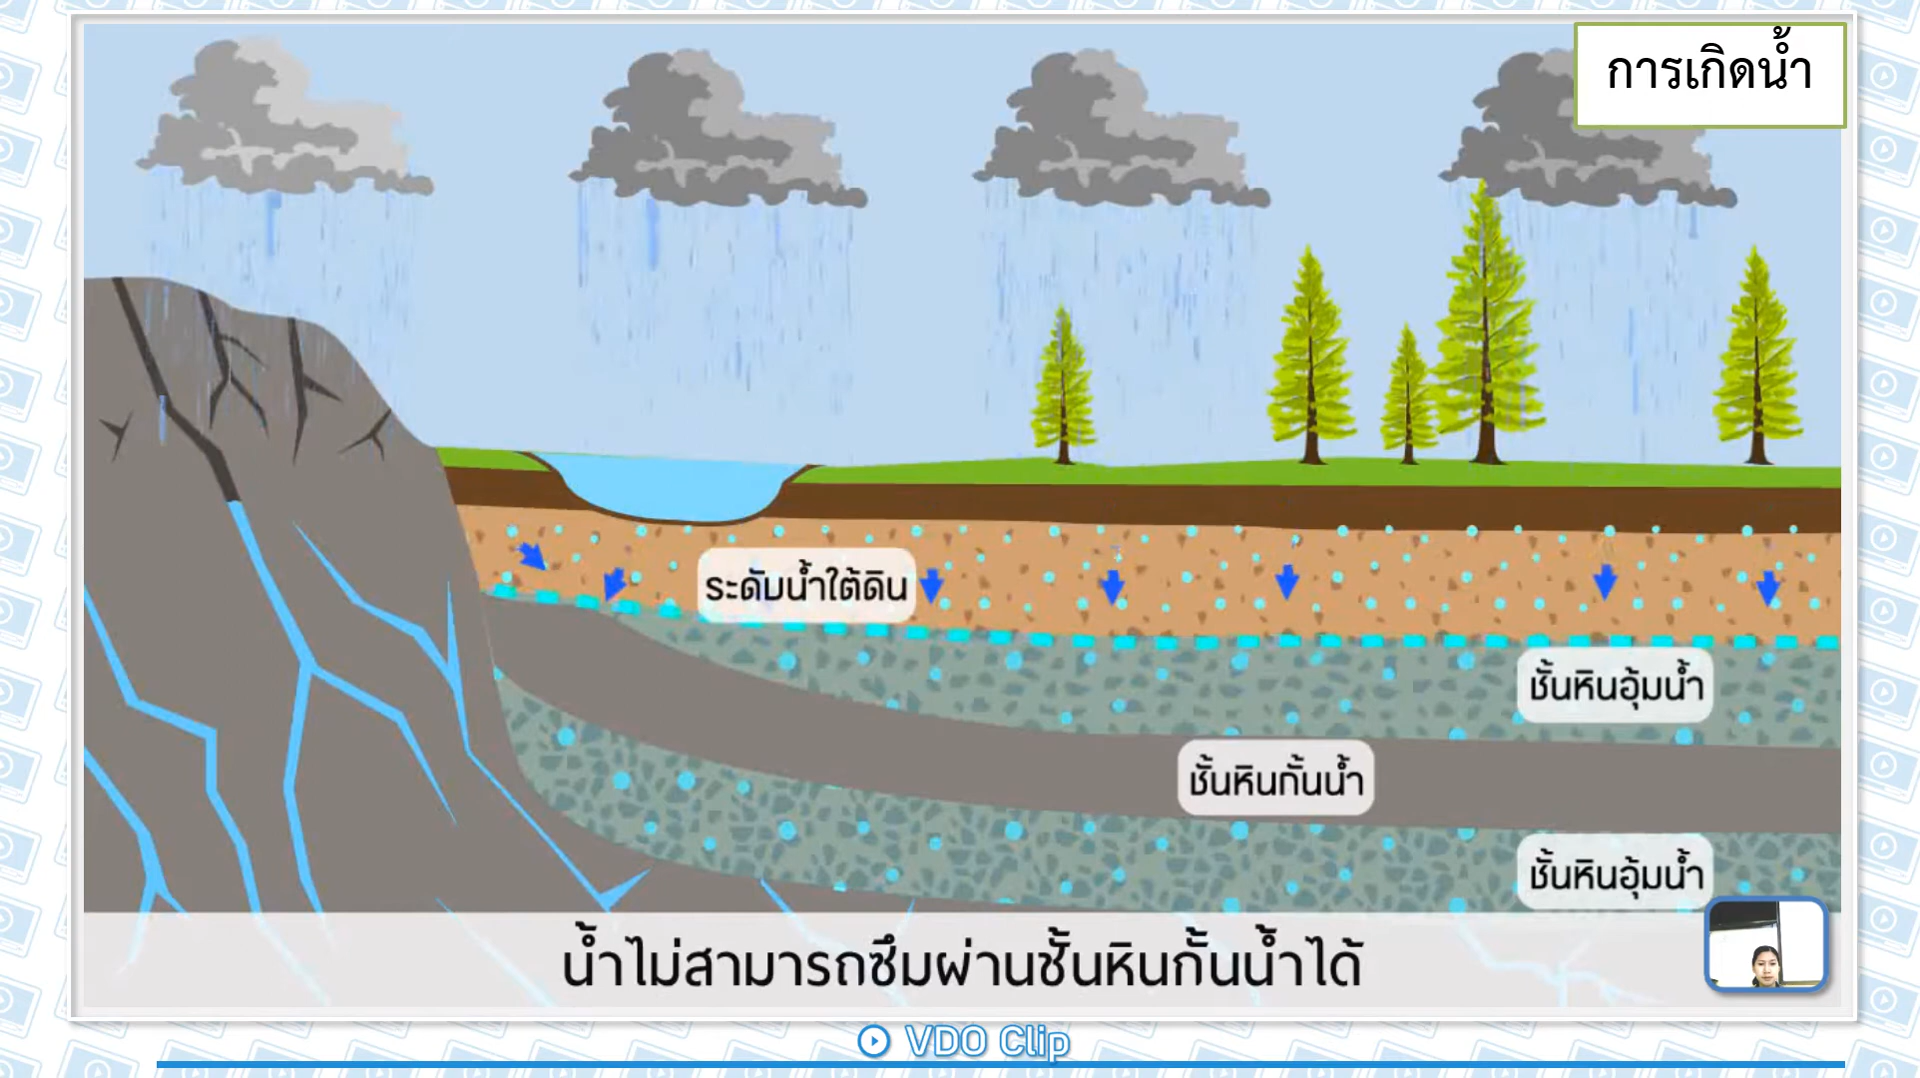 การเกิดน้ำ
ระดับน้ำใต้ดิน
ชั้นหินอุ้มน้ำ
ชั้นหินกั้นน้ำ
ชั้นหินอุ้มน้ำ
น้ำไม่สามารถซึมผ่านชั้นหินกั้นน้ำได้
VDO Clip